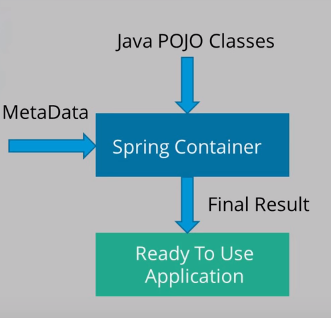 Java POJO Classes
MetaData
Spring Container
Final Result
Ready To Use
Application